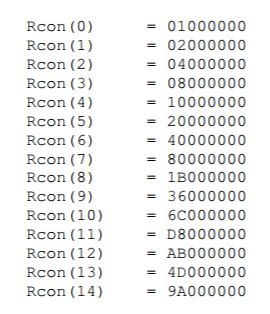 Rcon(0) = 01000000
Rcon(1) = 02000000
Rcon(2) = 04000000
Rcon(3) = 08000000
Rcon(4) = 10000000
Rcon(5) = 20000000
Rcon(6) = 40000000
Rcon(7) = 80000000
Rcon(8) = 1B000000
Rcon(9) = 36000000
Rcon(10) = 6C000000
Rcon(11) = D8000000
Rcon(12) = AB000000
Rcon(13) = 4D000000
Rcon(14) = 9A000000